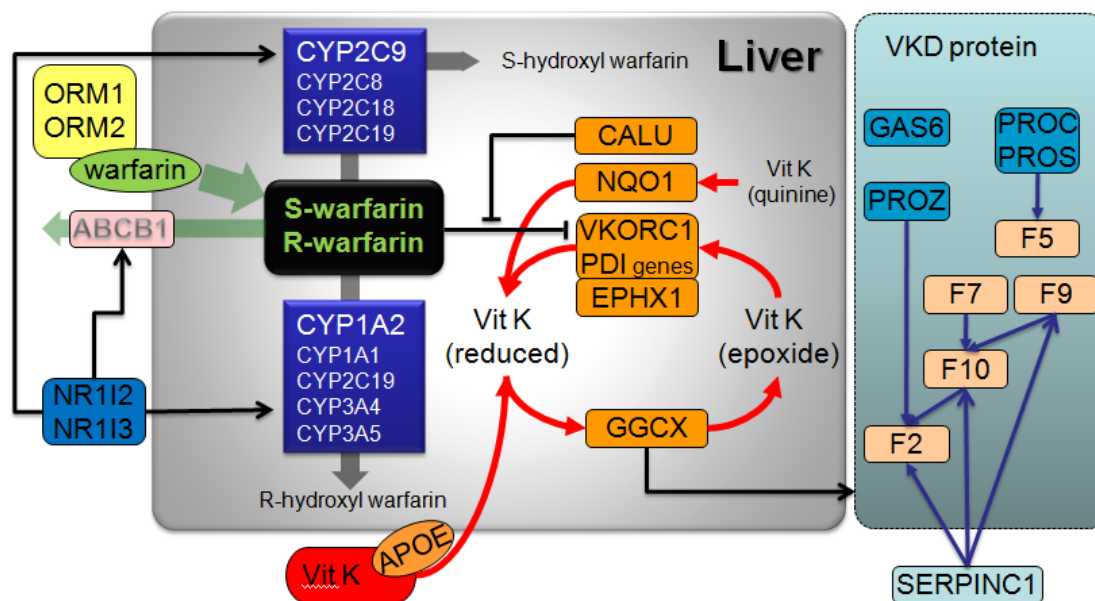 Liver
VKD protein
CYP2C9
CYP2C8
CYP2C18
CYP2C19
S-hydroxyl warfarin
ORM1
ORM2
warfarin
ABCB1
S-warfarin
R-warfarin
CALU
NQO1
Vit K
(quinine)
VKORC1
PDI genes
EPHX1
Vit K
(reduced)
Vit K
(epoxide)
CYP1A2
CYP1A1
CYP2C19
CYP3A4
CYP3A5
NR1I2
NR1I3
GGCX
R-hydroxyl warfarin
Vit K
APOE
GAS6
PROC
PROS
PROZ
F5
F7
F9
F10
F2
SERPINC1